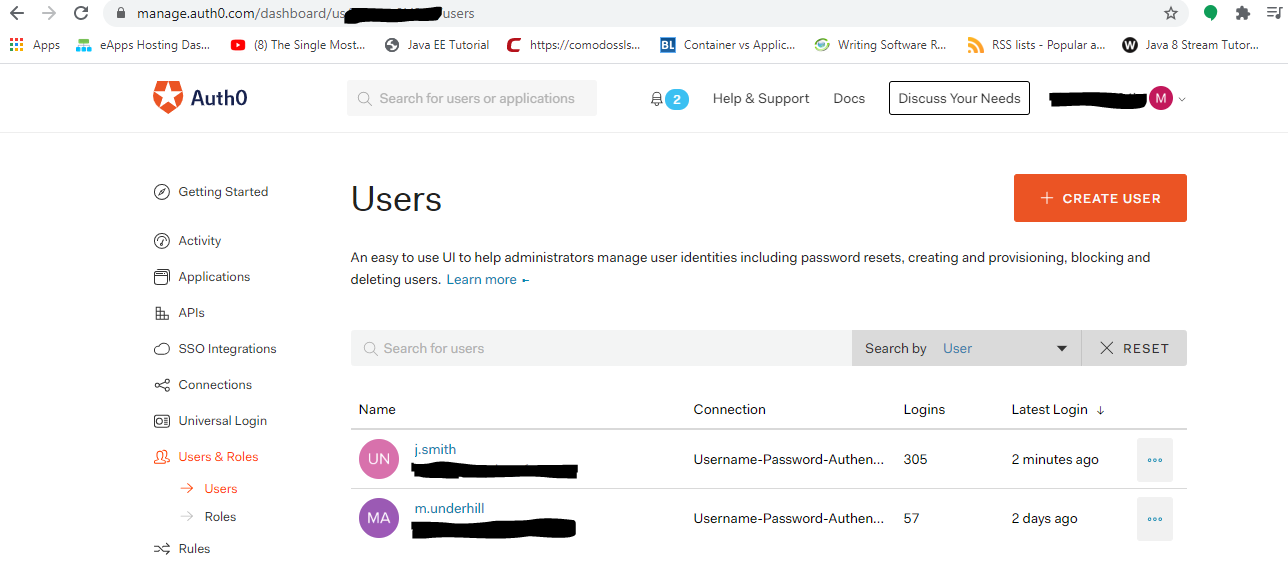 manage.auth0.com/dashboard/us users
Apps eApps Hosting Das... (8) The Single Most... Java EE Tutorial https://comodossls... BL Container vs Applic... Writing Software R... RSS lists - Popular a... W Java 8 Stream Tutor...
Auth0 Search for users or applications 2 Help & Support Docs Discuss Your Needs M
Getting Started
Activity
Applications
APIs
SSO Integrations
Connections
Universal Login
Users & Roles
Users
Roles
Rules
Users
+ CREATE USER
An easy to use UI to help administrators manage user identities including password resets, creating and provisioning, blocking and
deleting users. Learn more
Search for users Search by User RESET
Name Connection Logins Latest Login ↓
UN j.smith Username-Password-Authen... 305 2 minutes ago
MA m.underhill Username-Password-Authen... 57 2 days ago